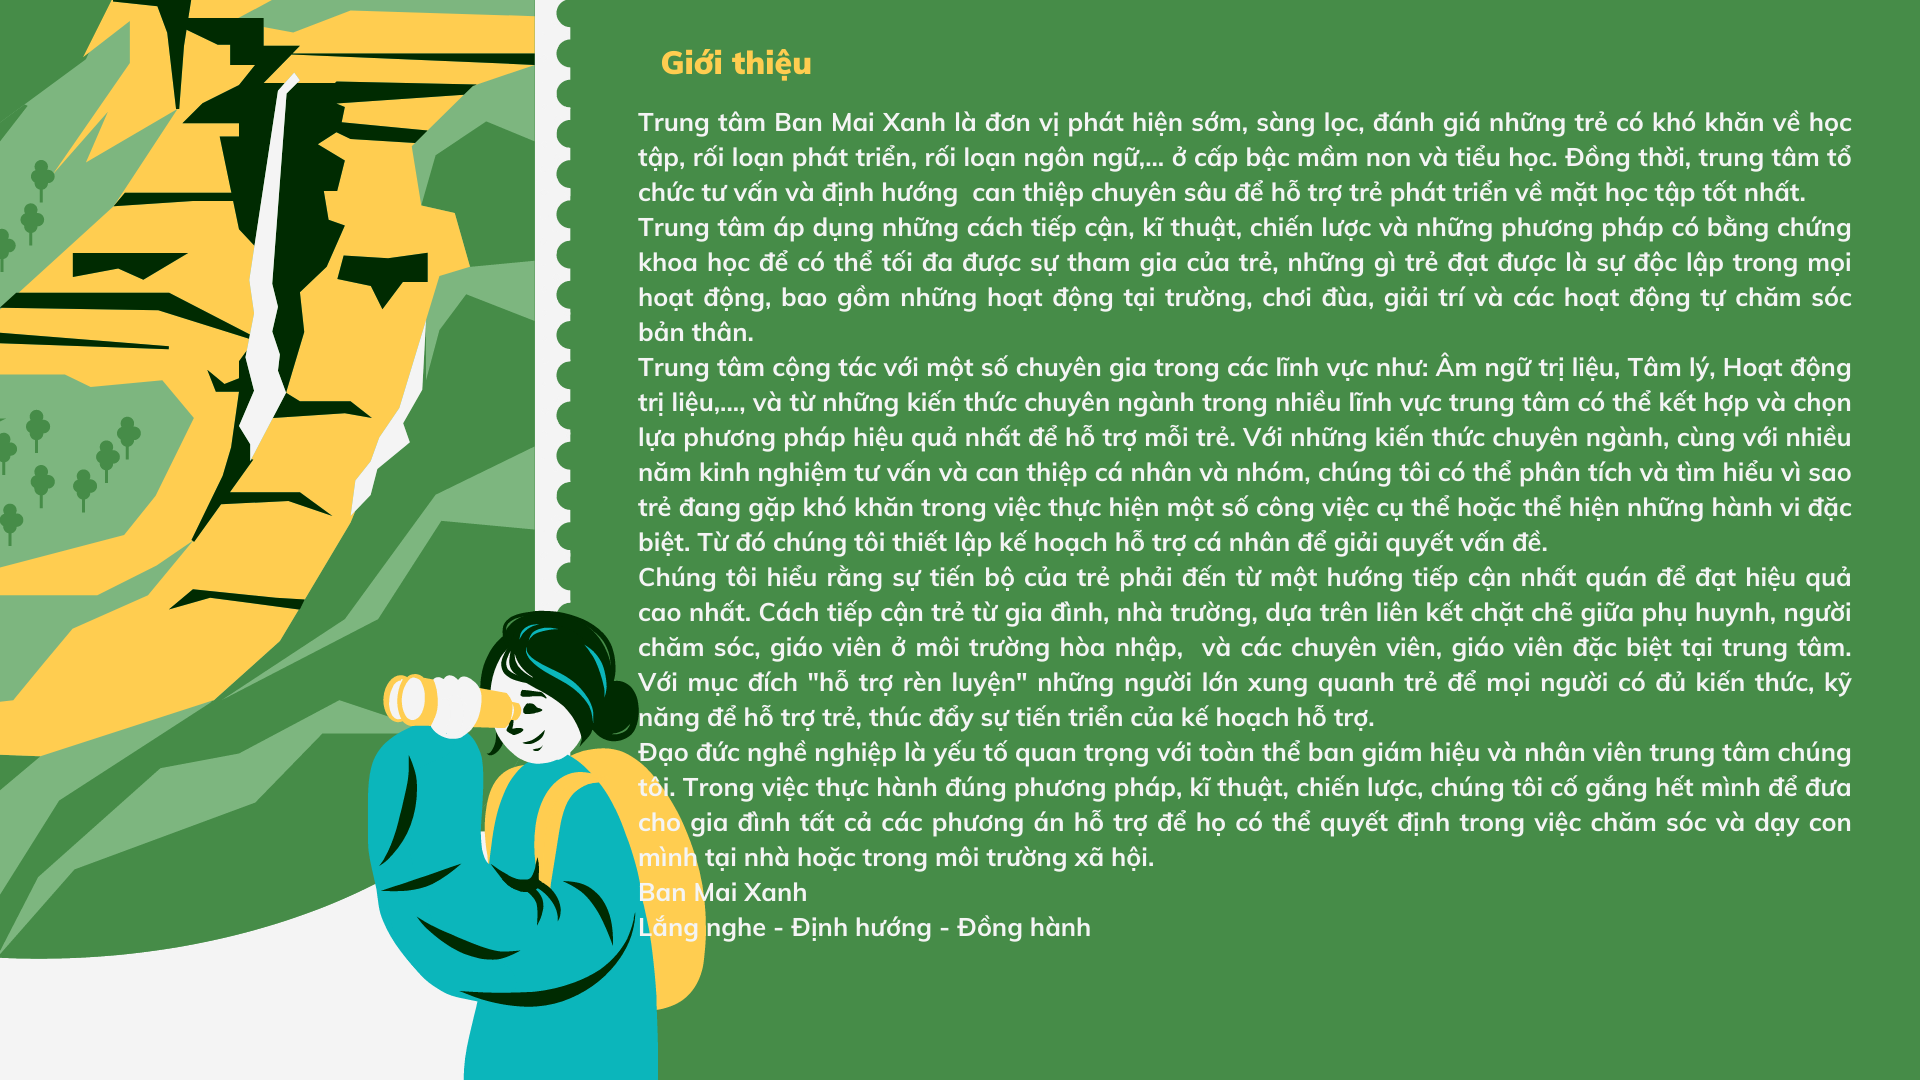 Giới thiệu
Trung tâm Ban Mai Xanh là đơn vị phát hiện sớm, sàng lọc, đánh giá những trẻ có khó khăn về học
tập, rối loạn phát triển, rối loạn ngôn ngữ,... ở cấp bậc mầm non và tiểu học. Đồng thời, trung tâm tổ
chức tư vấn và định hướng  can thiệp chuyên sâu để hỗ trợ trẻ phát triển về mặt học tập tốt nhất.
Trung tâm áp dụng những cách tiếp cận, kĩ thuật, chiến lược và những phương pháp có bằng chứng
khoa học để có thể tối đa được sự tham gia của trẻ, những gì trẻ đạt được là sự độc lập trong mọi
hoạt động, bao gồm những hoạt động tại trường, chơi đùa, giải trí và các hoạt động tự chăm sóc
bản thân.
Trung tâm cộng tác với một số chuyên gia trong các lĩnh vực như: Âm ngữ trị liệu, Tâm lý, Hoạt động
trị liệu,..., và từ những kiến thức chuyên ngành trong nhiều lĩnh vực trung tâm có thể kết hợp và chọn
lựa phương pháp hiệu quả nhất để hỗ trợ mỗi trẻ. Với những kiến thức chuyên ngành, cùng với nhiều
năm kinh nghiệm tư vấn và can thiệp cá nhân và nhóm, chúng tôi có thể phân tích và tìm hiểu vì sao
trẻ đang gặp khó khăn trong việc thực hiện một số công việc cụ thể hoặc thể hiện những hành vi đặc
biệt. Từ đó chúng tôi thiết lập kế hoạch hỗ trợ cá nhân để giải quyết vấn đề.
Chúng tôi hiểu rằng sự tiến bộ của trẻ phải đến từ một hướng tiếp cận nhất quán để đạt hiệu quả
cao nhất. Cách tiếp cận trẻ từ gia đình, nhà trường, dựa trên liên kết chặt chẽ giữa phụ huynh, người
chăm sóc, giáo viên ở môi trường hòa nhập,  và các chuyên viên, giáo viên đặc biệt tại trung tâm.
Với mục đích "hỗ trợ rèn luyện" những người lớn xung quanh trẻ để mọi người có đủ kiến thức, kỹ
năng để hỗ trợ trẻ, thúc đẩy sự tiến triển của kế hoạch hỗ trợ.
Đạo đức nghề nghiệp là yếu tố quan trọng với toàn thể ban giám hiệu và nhân viên trung tâm chúng
tôi. Trong việc thực hành đúng phương pháp, kĩ thuật, chiến lược, chúng tôi cố gắng hết mình để đưa
cho gia đình tất cả các phương án hỗ trợ để họ có thể quyết định trong việc chăm sóc và dạy con
mình tại nhà hoặc trong môi trường xã hội.
Ban Mai Xanh
Lắng nghe - Định hướng - Đồng hành